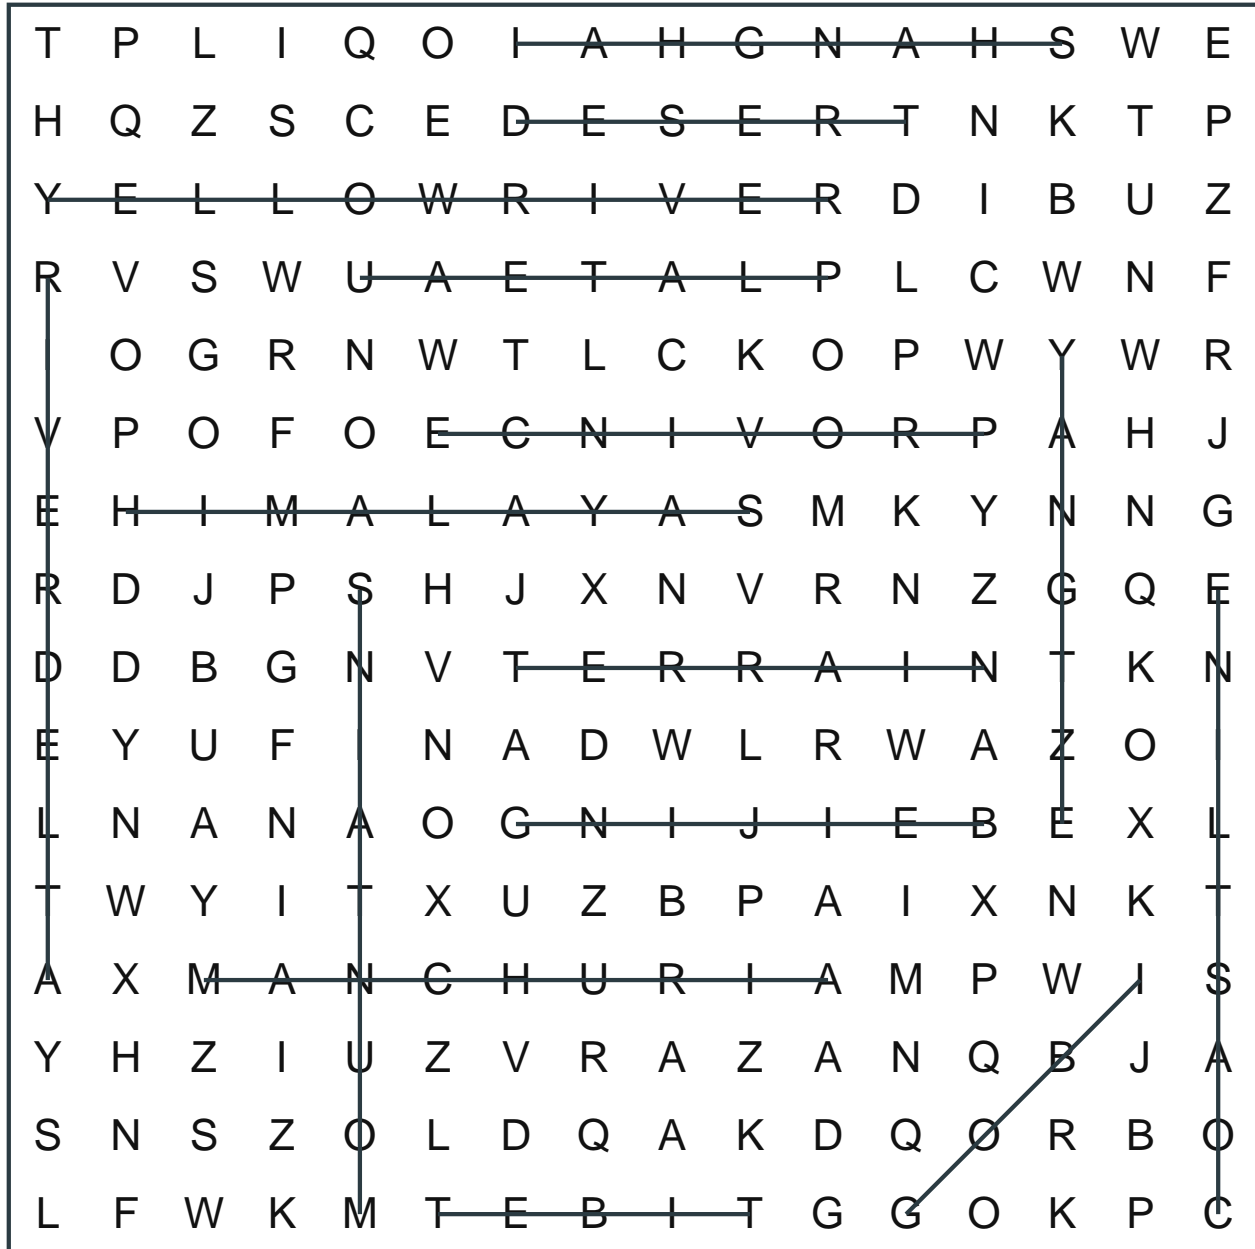 T P L I Q O I A H G N A H S W E
H Q Z S C E D E S E R T N K T P
Y E L L O W R I V E R D I B U Z
R V S W U A E T A L P L C W N F
I O G R N W T L C K O P W Y W R
V P O F O E C N I V O R P A H J
E H I M A L A Y A S M K Y N N G
R D J P S H J X N V R N Z G Q E
D D B G N V T E R R A I N T K N
E Y U F I N A D W L R W A Z O I
L N A N A O G N I J I E B E X L
T W Y I T X U Z B P A I X N K T
A X M A N C H U R I A M P W I S
Y H Z I U Z V R A Z A N Q B J A
S N S Z O L D Q A K D Q O R B O
L F W K M T E B I T G G O K P C